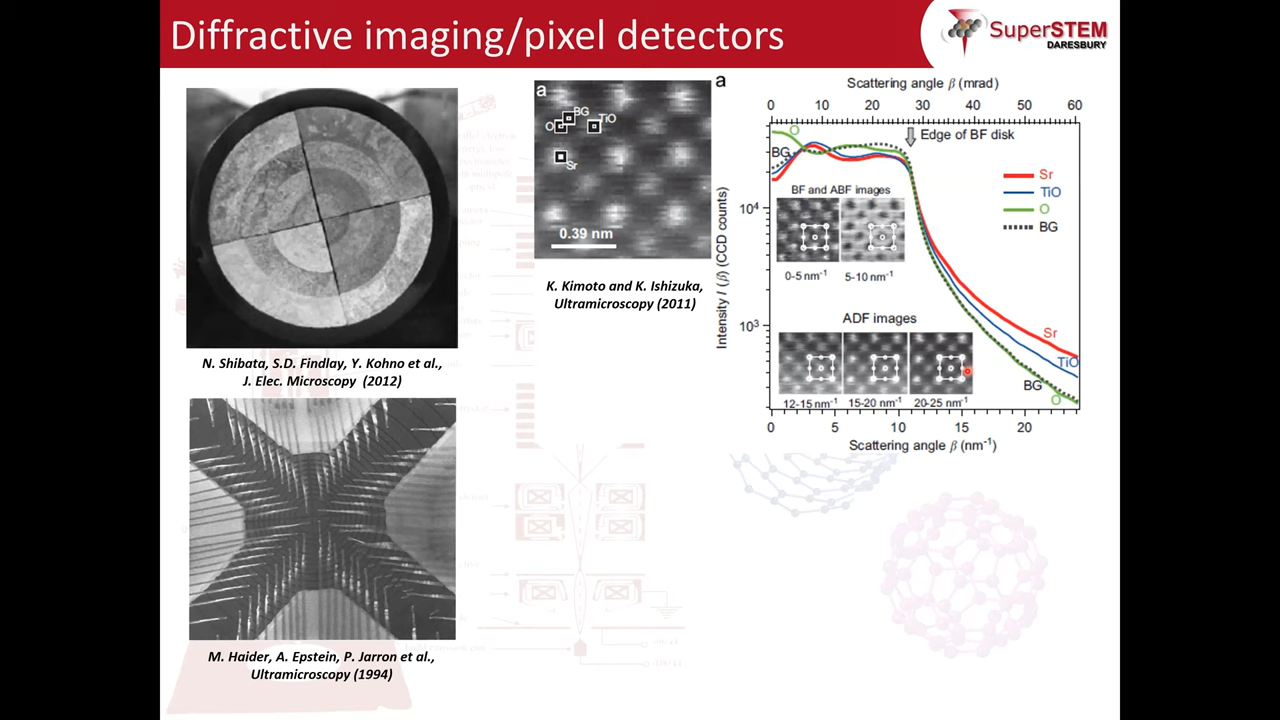 Diffractive imaging/pixel detectors
SuperSTEM
DARESBURY
N. Shibata, S.D. Findlay, Y. Kohno et al.,
J. Elec. Microscopy (2012)
M. Haider, A. Epstein, P. Jarron et al.,
Ultramicroscopy (1994)
a
BG
O
TiO
Sr
0.39 nm
K. Kimoto and K. Ishizuka,
Ultramicroscopy (2011)
a
Scattering angle β (mrad)
0 10 20 30 40 50 60
O
BG
Edge of BF disk
Sr
TiO
O
BG
BF and ABF images
0-5 nm⁻¹ 5-10 nm⁻¹
10⁴
Intensity I (β) (CCD counts)
10³
ADF images
12-15 nm⁻¹ 15-20 nm⁻¹ 20-25 nm⁻¹
Sr
TiO
BG
O
0 5 10 15 20
Scattering angle β (nm⁻¹)